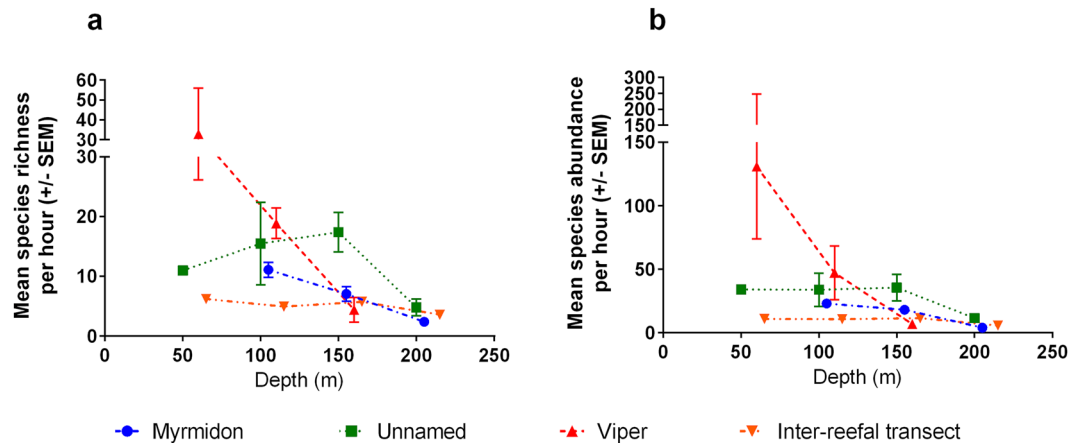 a
Mean species richness
per hour (+/- SEM)
60
50
40
30
30
20
10
0
0
50
100
150
200
250
Depth (m)
b
Mean species abundance
per hour (+/- SEM)
300
250
200
150
150
100
50
0
0
50
100
150
200
250
Depth (m)
Myrmidon
Unnamed
Viper
Inter-reefal transect